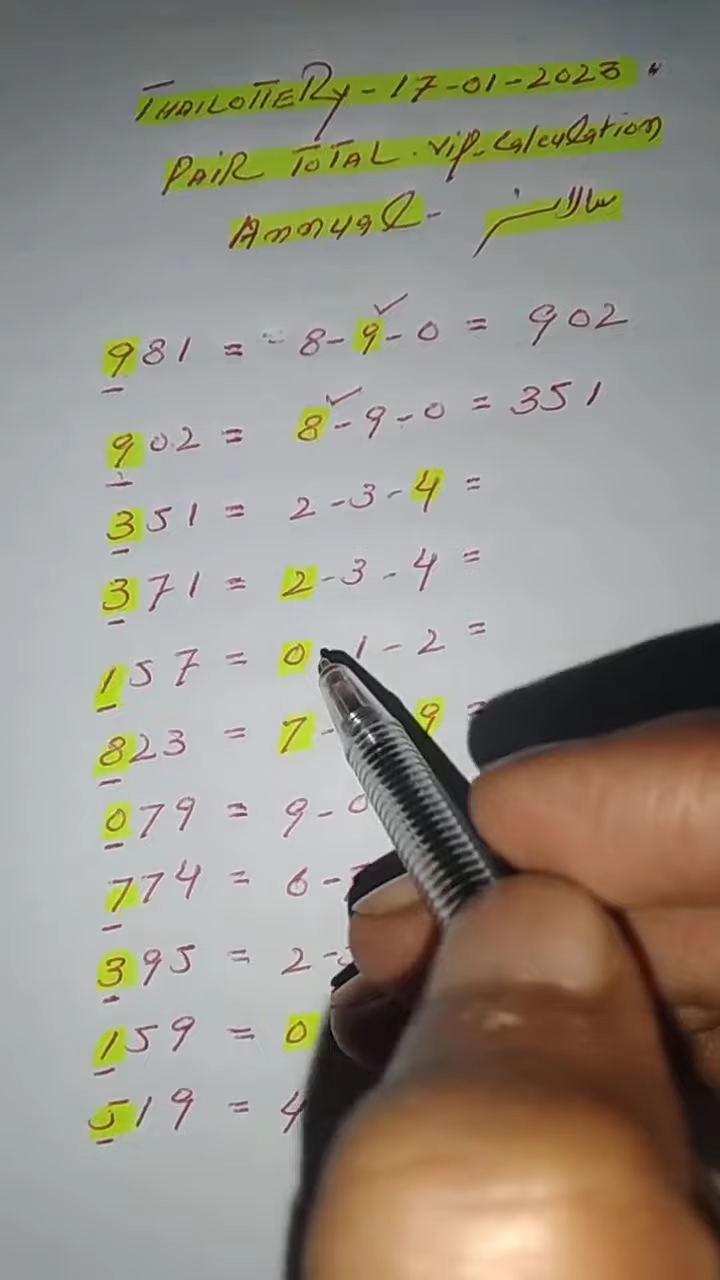 THAILOTTERY - 17-01-2023 "
PAIR TOTAL. vip. Calculation
Annual - سالانہ
981 = 8-9-0 = 902
902 = 8-9-0 = 351
351 = 2-3-4 =
371 = 2-3-4 =
157 = 0 1-2 =
823 = 7- 9 =
079 = 9-0
774 = 6-
395 = 2-
159 = 0
519 = 4